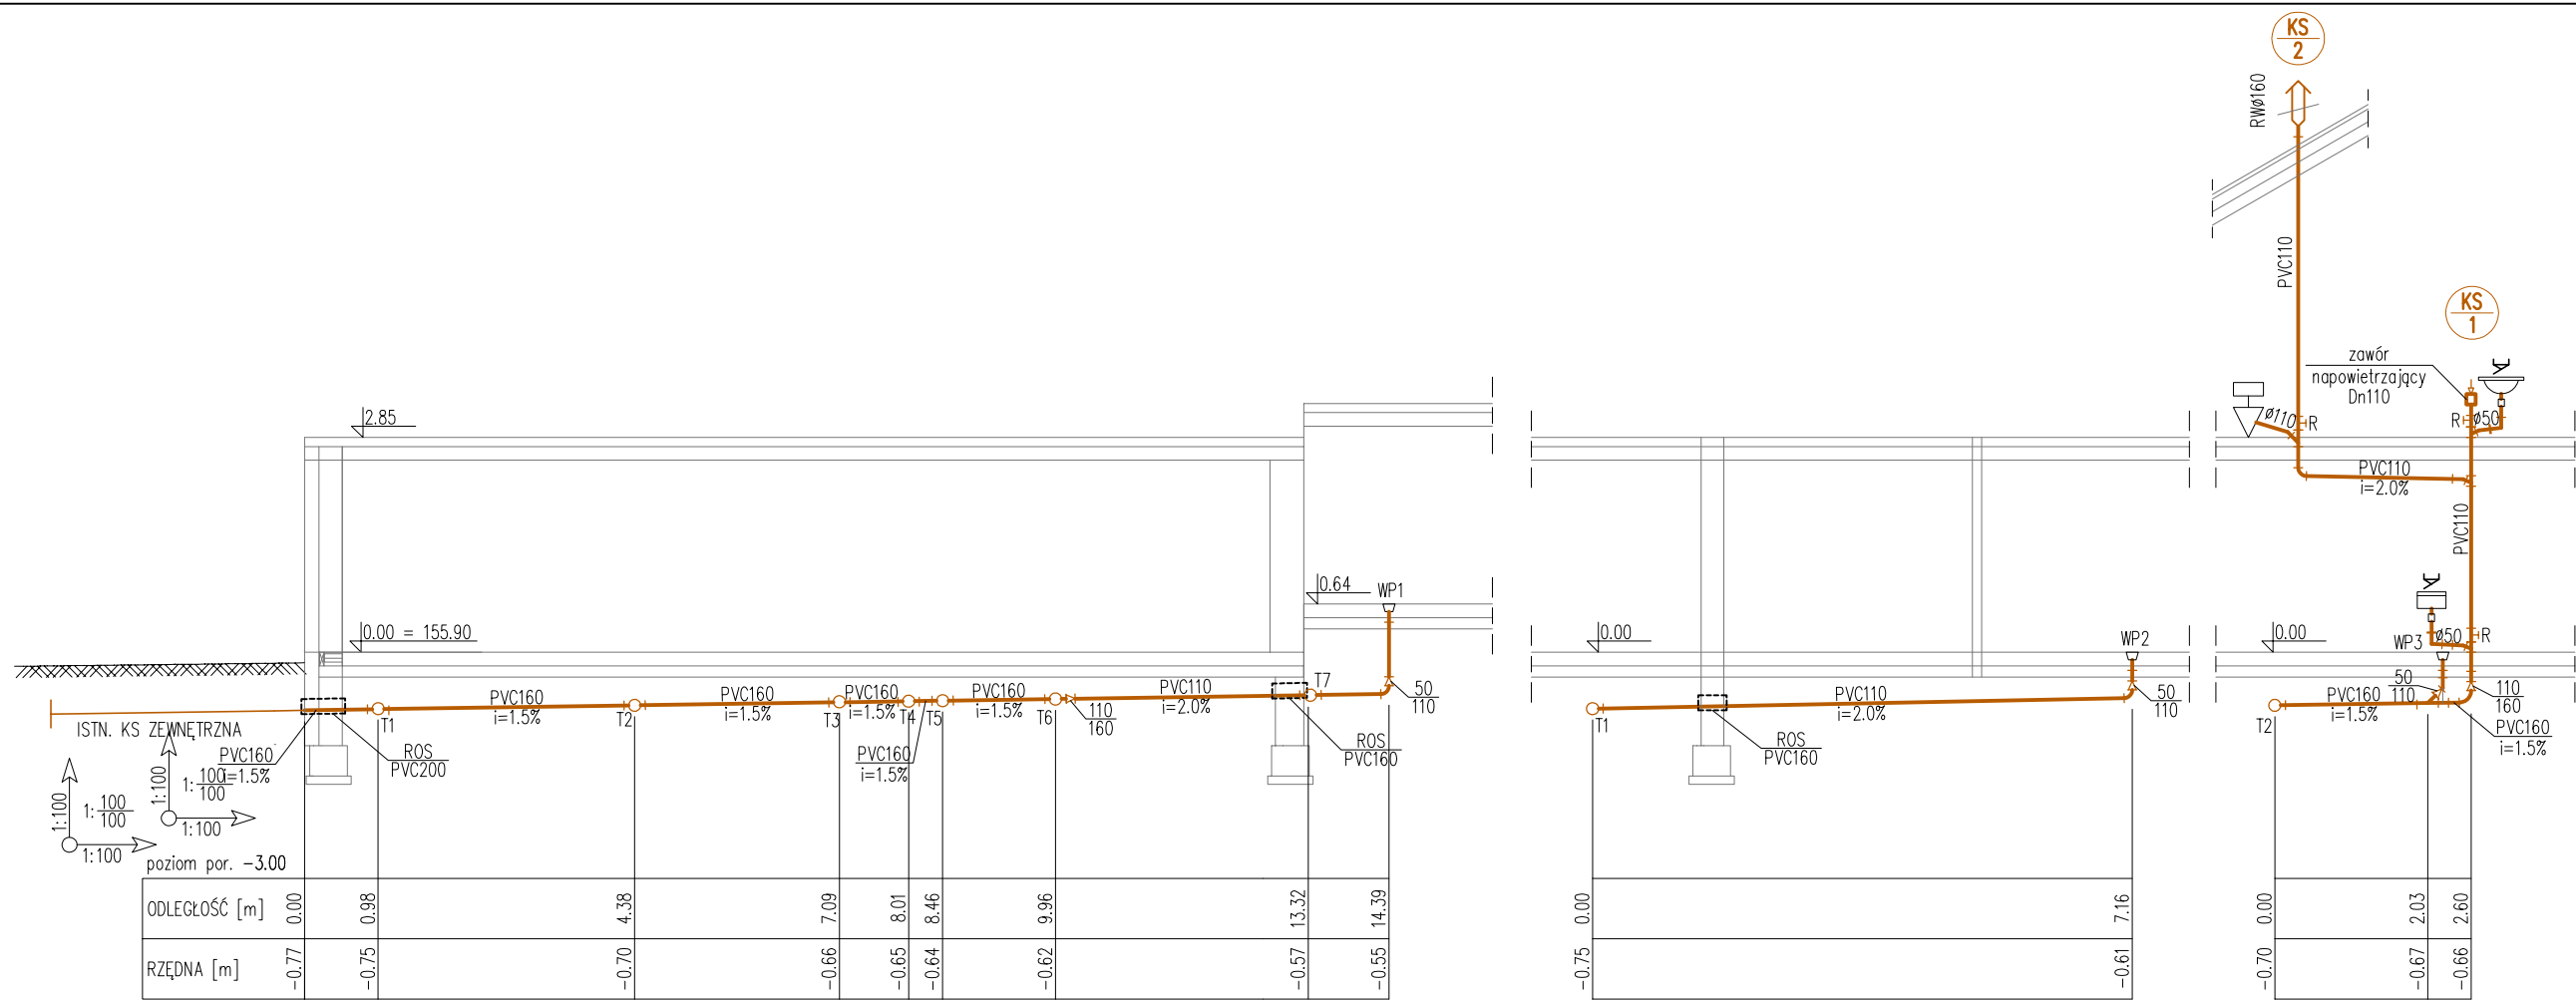 KS
2
RWø160
PVC110
KS
1
zawór
napowietrzający
Dn110
ø110
R
R
ø50
PVC110
i=2.0%
PVC110
2.85
0.64
WP1
0.00 = 155.90
0.00
WP2
0.00
WP3
ø50
R
ISTN. KS ZEWNĘTRZNA
PVC160
i=1.5%
ROS
PVC200
T1
PVC160
i=1.5%
T2
PVC160
i=1.5%
T3
PVC160
i=1.5%
T4
T5
PVC160
i=1.5%
PVC160
i=1.5%
T6
110
160
PVC110
i=2.0%
T7
50
110
ROS
PVC160
T1
PVC110
i=2.0%
50
110
ROS
PVC160
T2
PVC160
i=1.5%
50
110
110
160
PVC160
i=1.5%
1:100
1:100
100
1:100
1:100
1:100
100
1:100
poziom por. -3.00
ODLEGŁOŚĆ [m] 0.00 0.98 4.38 7.09 8.01 8.46 9.96 13.32 14.39 0.00 7.16 0.00 2.03 2.60
RZĘDNA [m] -0.77 -0.75 -0.70 -0.66 -0.65 -0.64 -0.62 -0.57 -0.55 -0.75 -0.61 -0.70 -0.67 -0.66